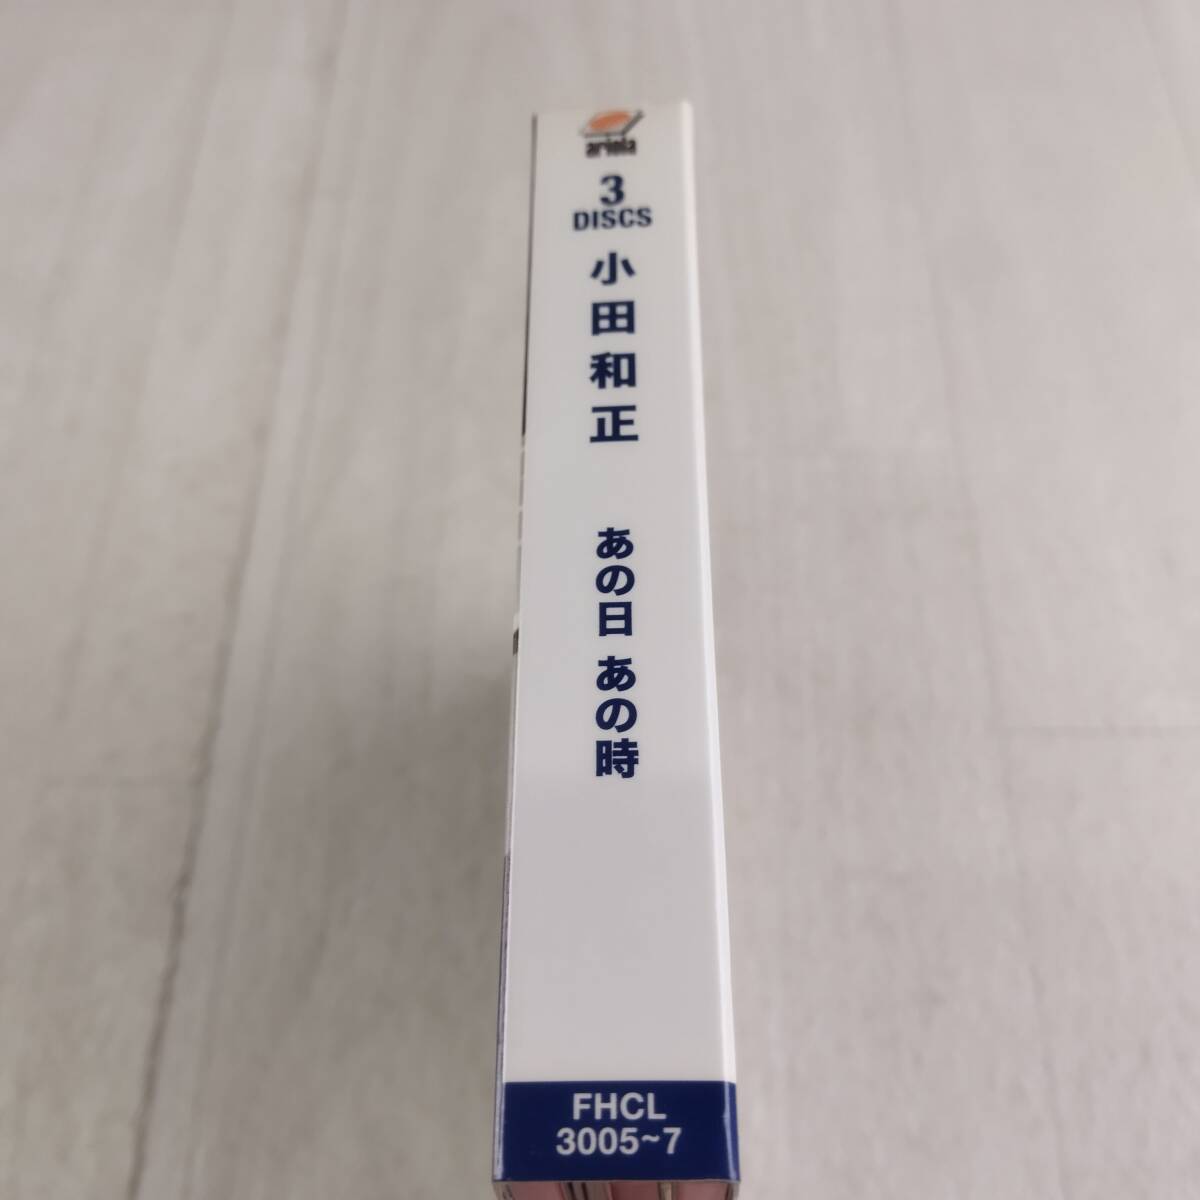 ariola
3
DISCS
小田和正
あの日 あの時
FHCL
3005~7